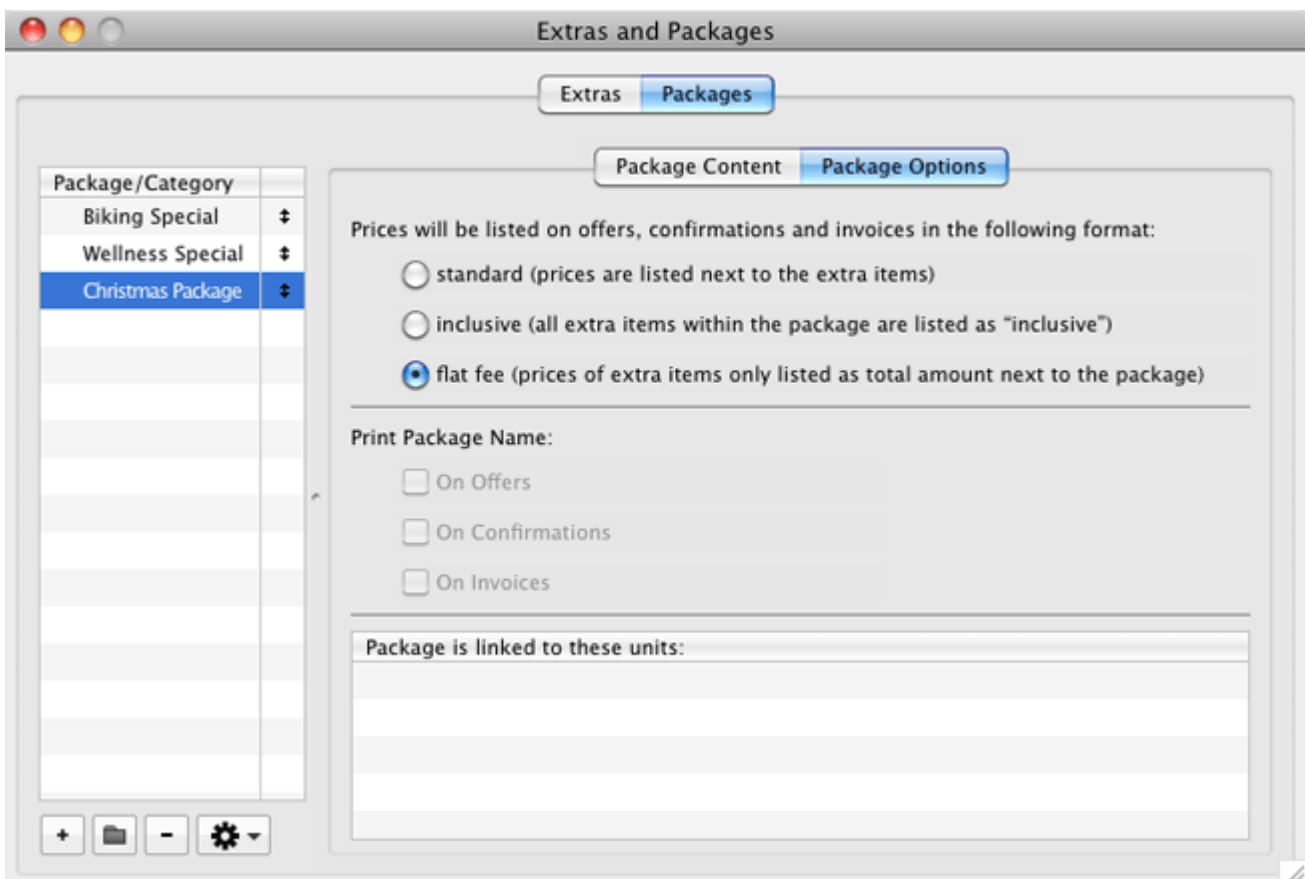 Extras and Packages
Extras Packages
Package Content Package Options
Package/Category
Biking Special
Wellness Special
Christmas Package
Prices will be listed on offers, confirmations and invoices in the following format:
standard (prices are listed next to the extra items)
inclusive (all extra items within the package are listed as “inclusive”)
flat fee (prices of extra items only listed as total amount next to the package)
Print Package Name:
On Offers
On Confirmations
On Invoices
Package is linked to these units: